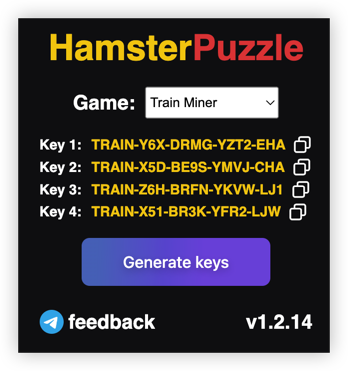 HamsterPuzzle
Game: Train Miner
Key 1: TRAIN-Y6X-DRMG-YZT2-EHA
Key 2: TRAIN-X5D-BE9S-YMVJ-CHA
Key 3: TRAIN-Z6H-BRFN-YKVW-LJ1
Key 4: TRAIN-X51-BR3K-YFR2-LJW
Generate keys
feedback v1.2.14